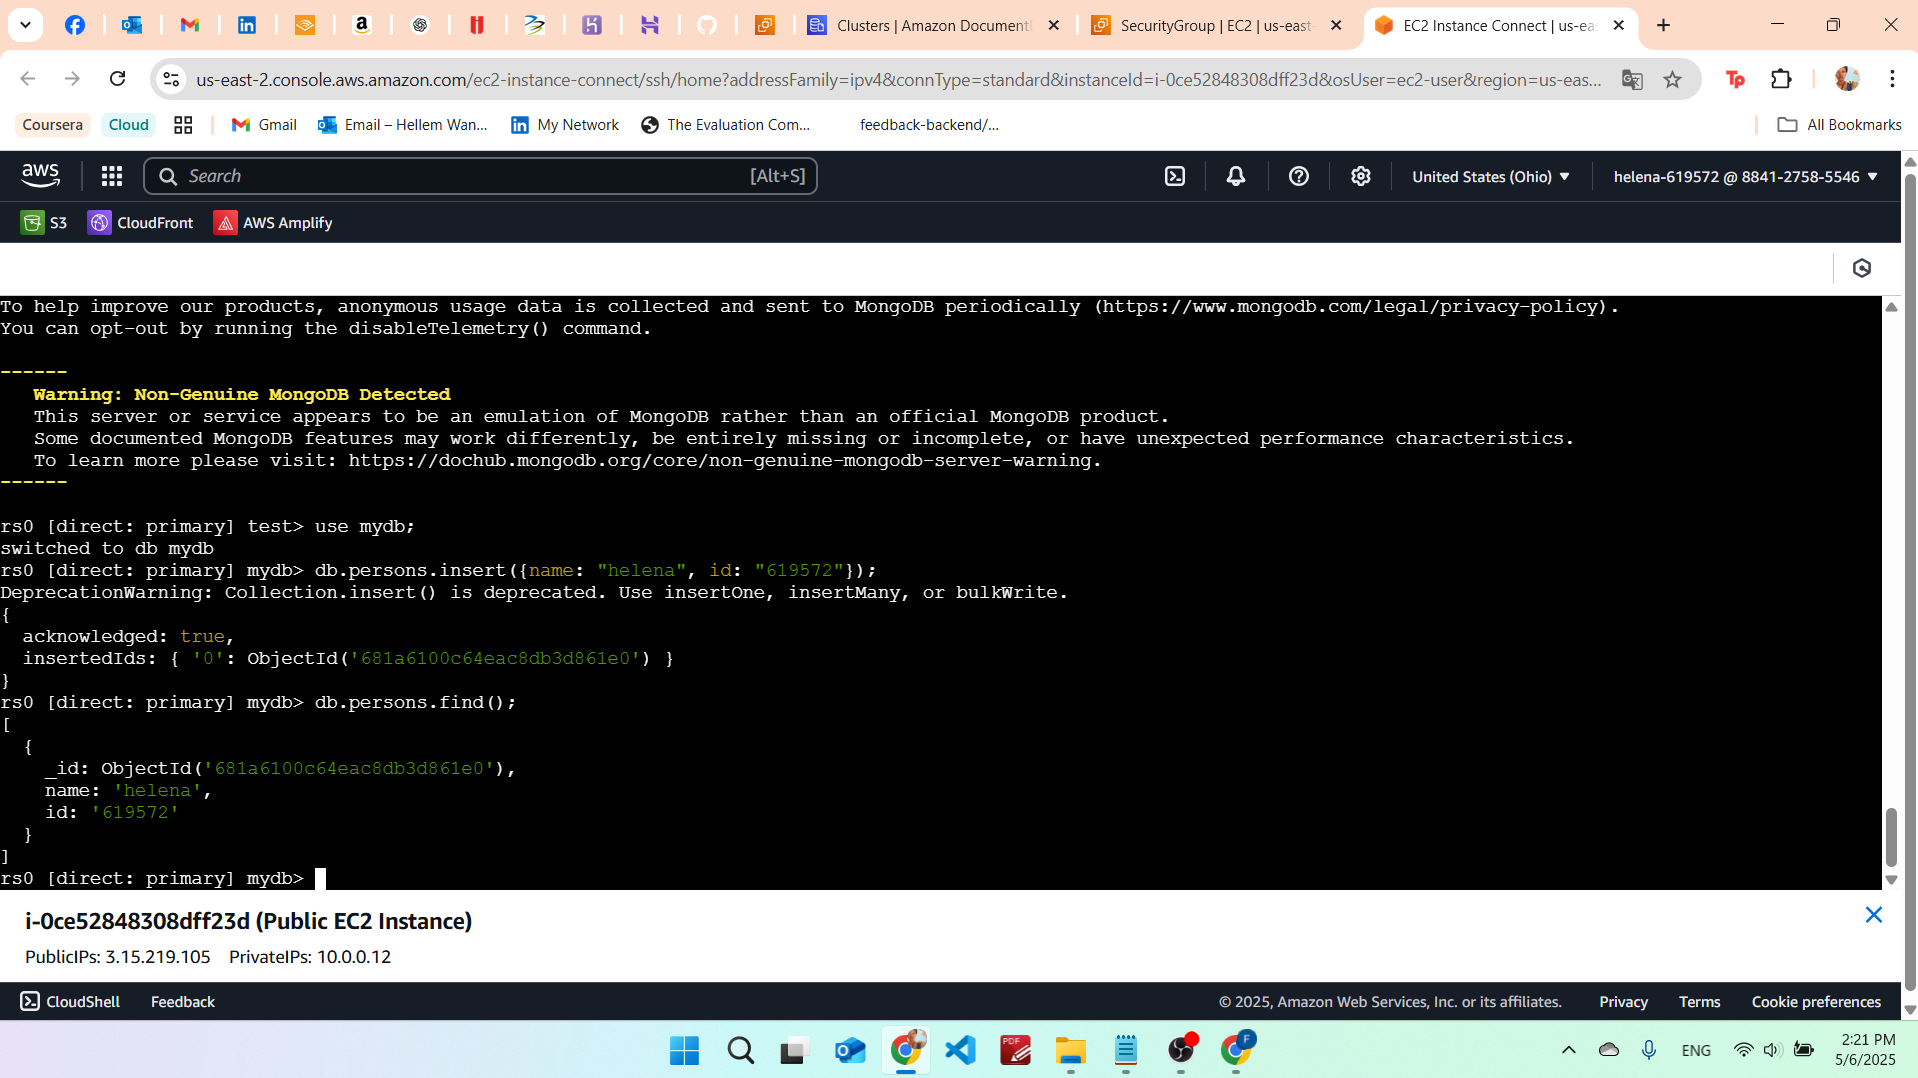 Clusters | Amazon Document
SecurityGroup | EC2 | us-east-
EC2 Instance Connect | us-eas
us-east-2.console.aws.amazon.com/ec2-instance-connect/ssh/home?addressFamily=ipv4&connType=standard&instanceId=i-0ce52848308dff23d&osUser=ec2-user&region=us-eas...
Coursera
Cloud
Gmail
Email – Hellem Wan...
My Network
The Evaluation Com...
feedback-backend/...
All Bookmarks
aws
Search
[Alt+S]
United States (Ohio)
helena-619572 @ 8841-2758-5546
S3
CloudFront
AWS Amplify
To help improve our products, anonymous usage data is collected and sent to MongoDB periodically (https://www.mongodb.com/legal/privacy-policy).
You can opt-out by running the disableTelemetry() command.
------
Warning: Non-Genuine MongoDB Detected
This server or service appears to be an emulation of MongoDB rather than an official MongoDB product.
Some documented MongoDB features may work differently, be entirely missing or incomplete, or have unexpected performance characteristics.
To learn more please visit: https://dochub.mongodb.org/core/non-genuine-mongodb-server-warning.
------
rs0 [direct: primary] test> use mydb;
switched to db mydb
rs0 [direct: primary] mydb> db.persons.insert({name: "helena", id: "619572"});
DeprecationWarning: Collection.insert() is deprecated. Use insertOne, insertMany, or bulkWrite.
{
acknowledged: true,
insertedIds: { '0': ObjectId('681a6100c64eac8db3d861e0') }
}
rs0 [direct: primary] mydb> db.persons.find();
[
{
_id: ObjectId('681a6100c64eac8db3d861e0'),
name: 'helena',
id: '619572'
}
]
rs0 [direct: primary] mydb>
i-0ce52848308dff23d (Public EC2 Instance)
PublicIPs: 3.15.219.105 PrivateIPs: 10.0.0.12
CloudShell
Feedback
© 2025, Amazon Web Services, Inc. or its affiliates.
Privacy
Terms
Cookie preferences
PDF
F
ENG
2:21 PM
5/6/2025